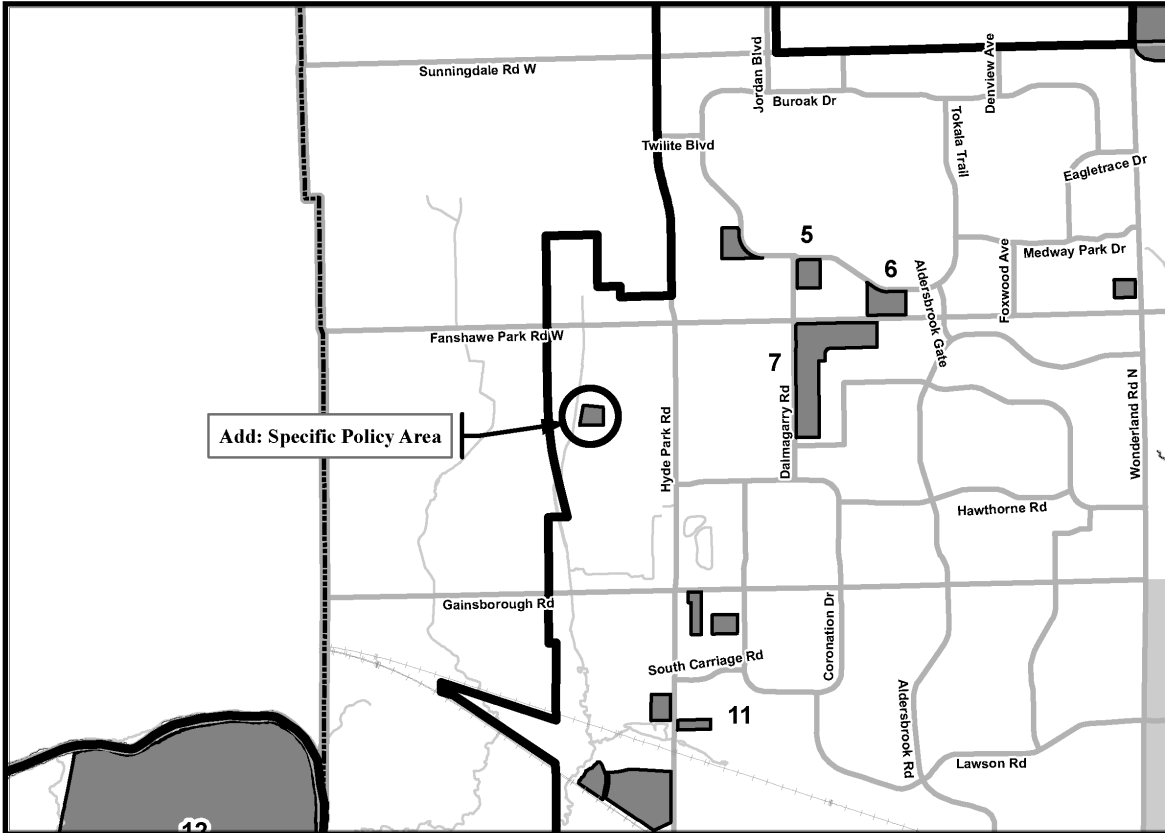 Sunningdale Rd W
Jordan Blvd
Buroak Dr
Denview Ave
Tokala Trail
Twilite Blvd
Eagletrace Dr
5
Medway Park Dr
Foxwood Ave
6
Aldersbrook Gate
Fanshawe Park Rd W
7
Add: Specific Policy Area
Hyde Park Rd
Dalmagarry Rd
Wonderland Rd N
Hawthorne Rd
Gainsborough Rd
Coronation Dr
South Carriage Rd
Aldersbrook Rd
11
Lawson Rd
12